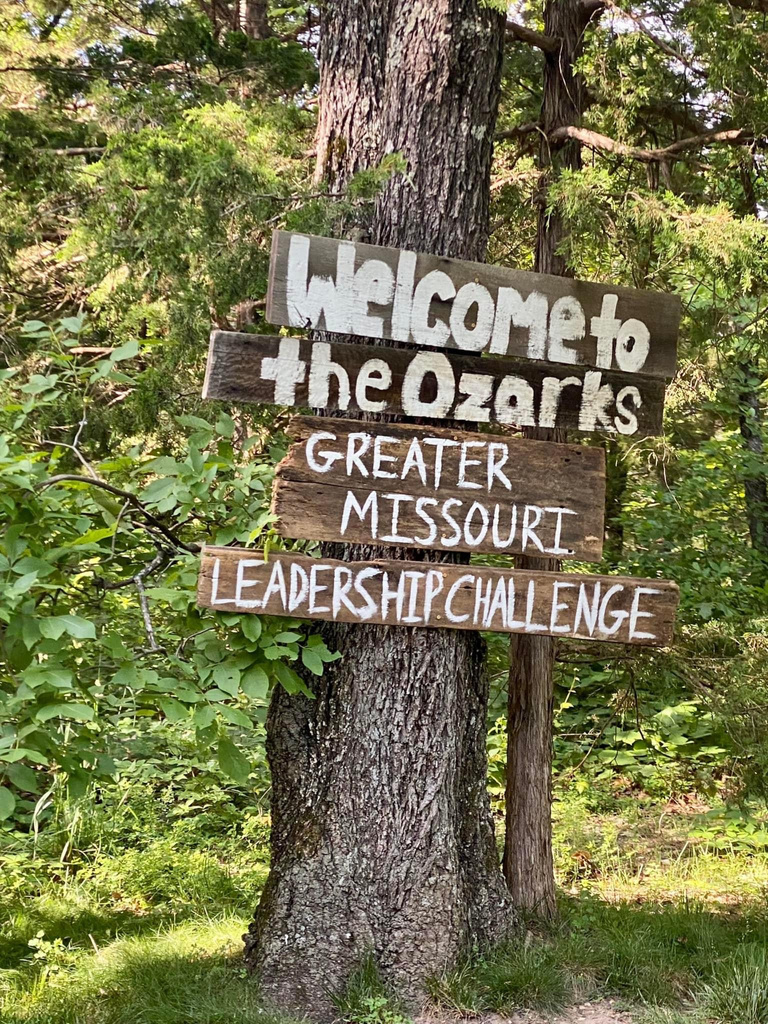 Welcome to
the Ozarks
GREATER
MISSOURI
LEADERSHIP CHALLENGE